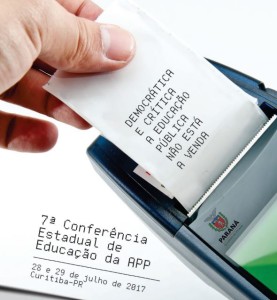 DEMOCRÁTICA
E CRÍTICA
A EDUCAÇÃO
PÚBLICA
NÃO ESTÁ
À VENDA
PARANÁ
7ª Conferência
Estadual de
Educação da APP
28 e 29 de julho de 2017
Curitiba-PR